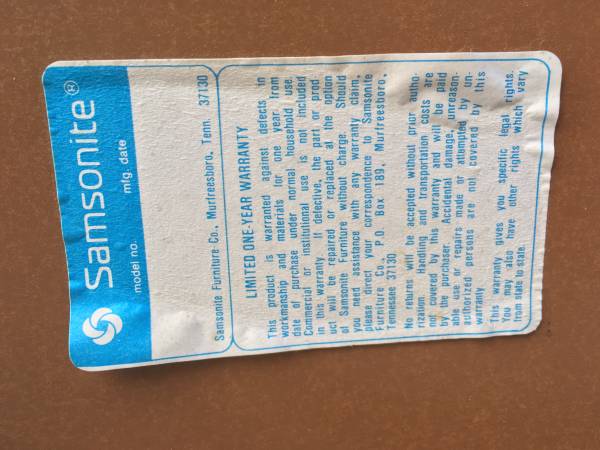 Samsonite®
model no. mfg. date
Samsonite Furniture Co., Murfreesboro, Tenn. 37130
LIMITED ONE-YEAR WARRANTY
This product is warranted against defects in
workmanship and materials for one year from
date of purchase under normal household use.
Commercial or institutional use is not included
in this warranty. If defective, the part or prod
uct will be repaired or replaced at the option
of Samsonite Furniture without charge. Should
you need assistance with any warranty claim,
please direct your correspondence to Samsonite
Furniture Co., P.O. Box 189, Murfreesboro,
Tennessee 37130
No returns will be accepted without prior autho-
rization. Handling and transportation costs are
not covered by this warranty and will be paid
by the purchaser. Accidental damage, unreason-
able use or repairs made or attempted by un-
authorized persons are not covered by this
warranty
This warranty gives you specific legal rights.
You may also have other rights which vary
from state to state.